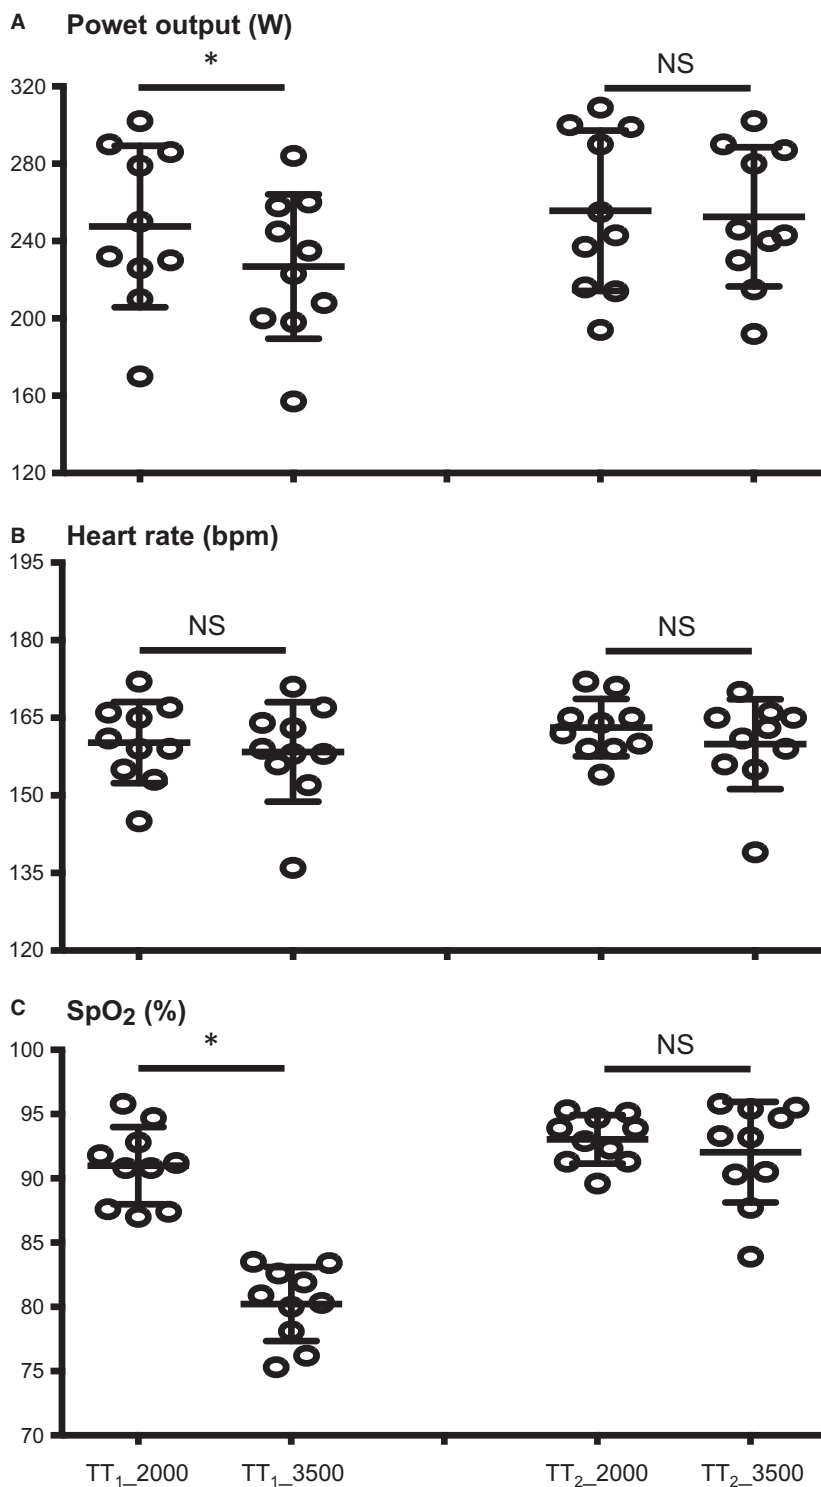 A Powet output (W)
* NS
320
280
240
200
160
120
B Heart rate (bpm)
195
NS NS
180
165
150
135
120
C SpO₂ (%)
* NS
100
95
90
85
80
75
70
TT₁_2000 TT₁_3500 TT₂_2000 TT₂_3500